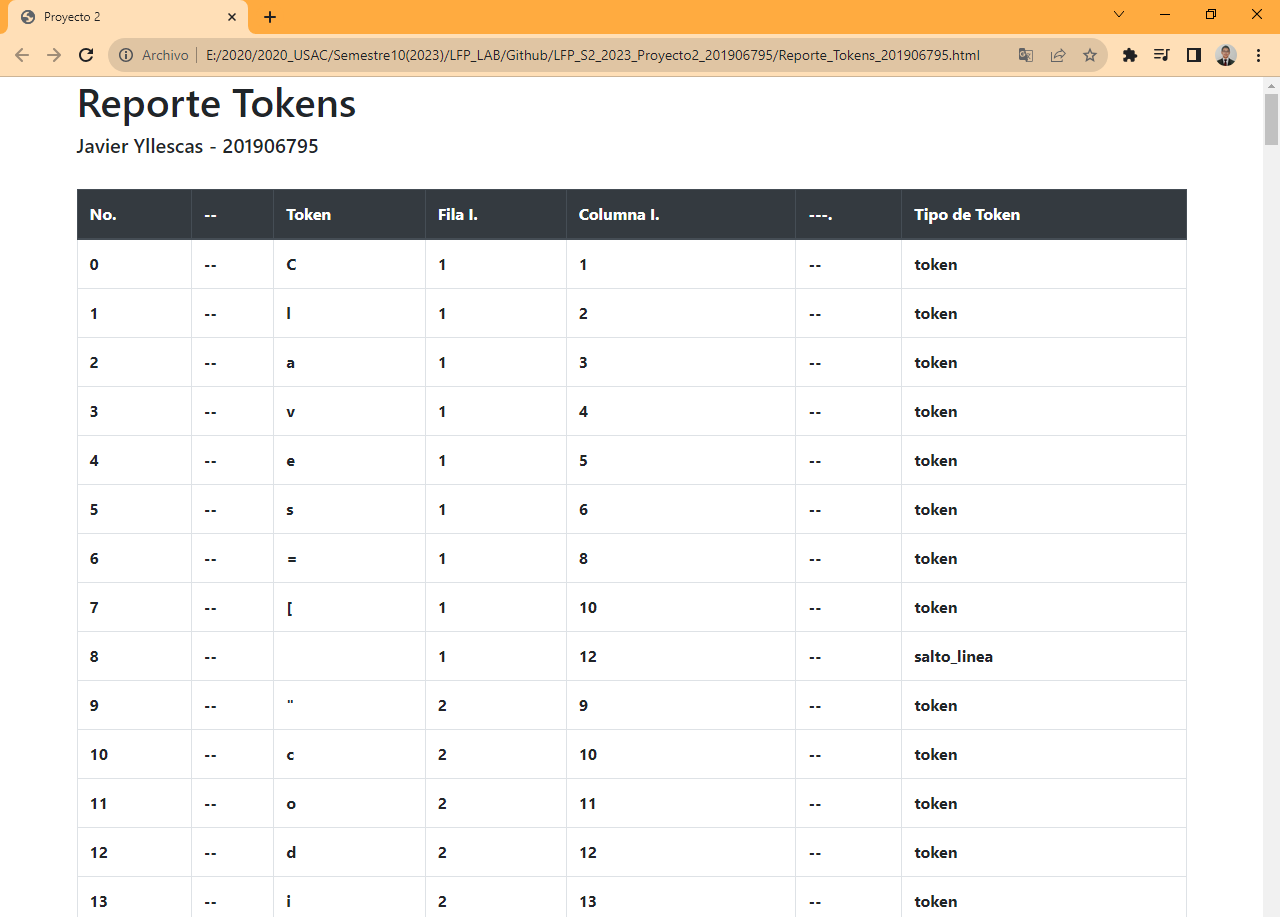 Proyecto 2
Archivo E:/2020/2020_USAC/Semestre10(2023)/LFP_LAB/Github/LFP_S2_2023_Proyecto2_201906795/Reporte_Tokens_201906795.html
Reporte Tokens
Javier Yllescas - 201906795
No. -- Token Fila I. Columna I. ---. Tipo de Token
0 -- C 1 1 -- token
1 -- l 1 2 -- token
2 -- a 1 3 -- token
3 -- v 1 4 -- token
4 -- e 1 5 -- token
5 -- s 1 6 -- token
6 -- = 1 8 -- token
7 -- [ 1 10 -- token
8 -- 1 12 -- salto_linea
9 -- " 2 9 -- token
10 -- c 2 10 -- token
11 -- o 2 11 -- token
12 -- d 2 12 -- token
13 -- i 2 13 -- token